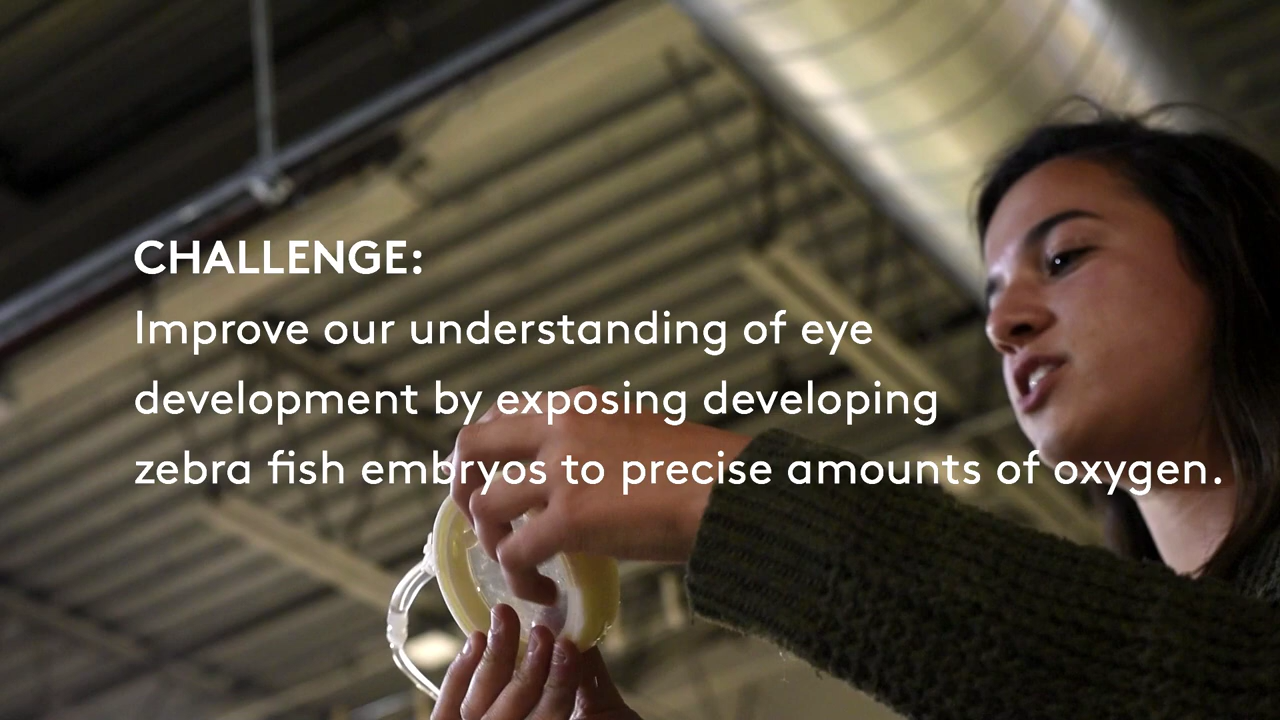 CHALLENGE:
Improve our understanding of eye
development by exposing developing
zebra fish embryos to precise amounts of oxygen.